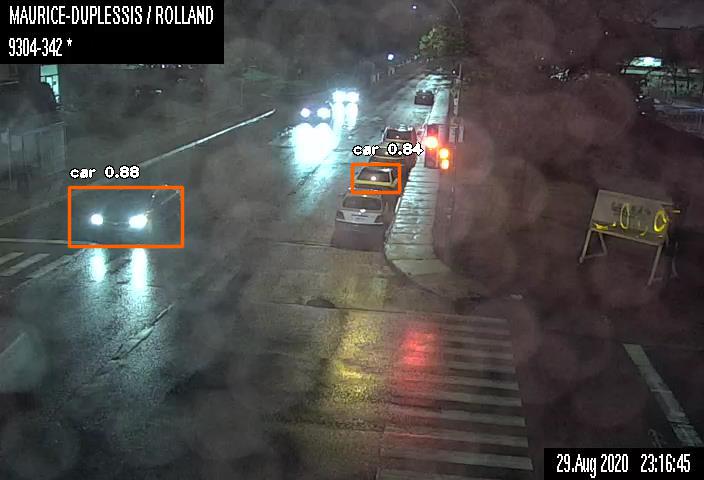 MAURICE-DUPLESSIS / ROLLAND
9304-342 *
car 0.88
car 0.84
29.Aug 2020 23:16:45